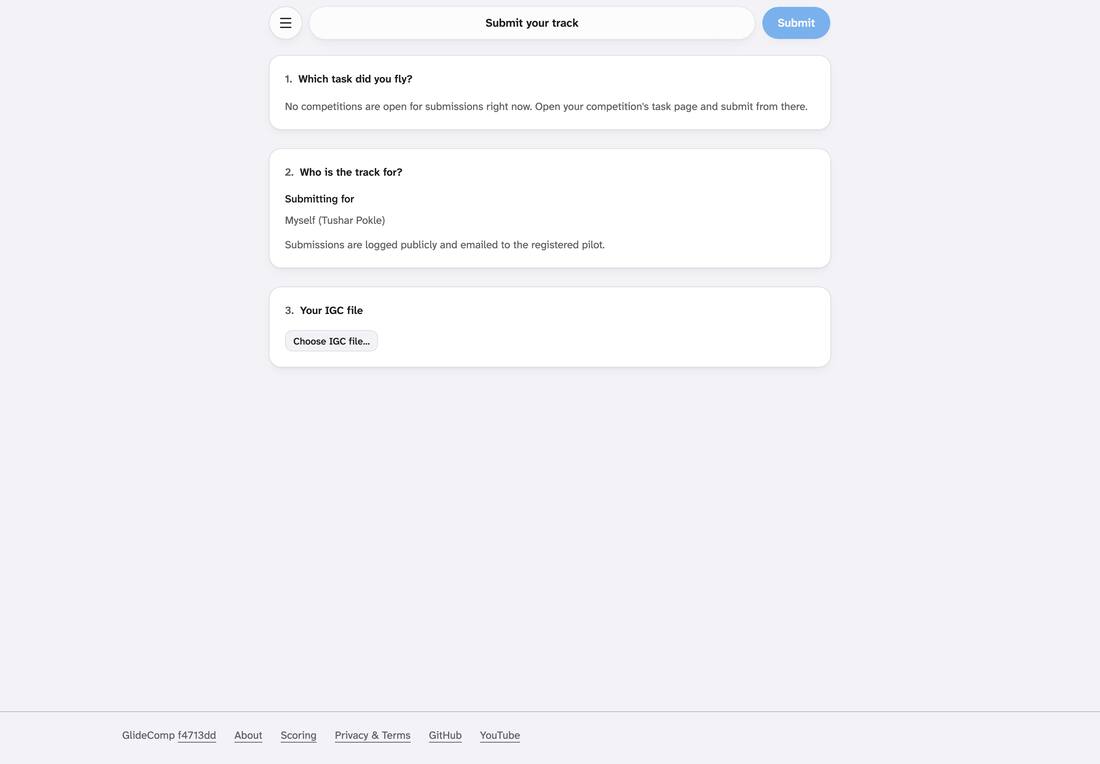 Submit your track
Submit
1. Which task did you fly?
No competitions are open for submissions right now. Open your competition's task page and submit from there.
2. Who is the track for?
Submitting for
Myself (Tushar Pokle)
Submissions are logged publicly and emailed to the registered pilot.
3. Your IGC file
Choose IGC file...
GlideComp f4713dd About Scoring Privacy & Terms GitHub YouTube